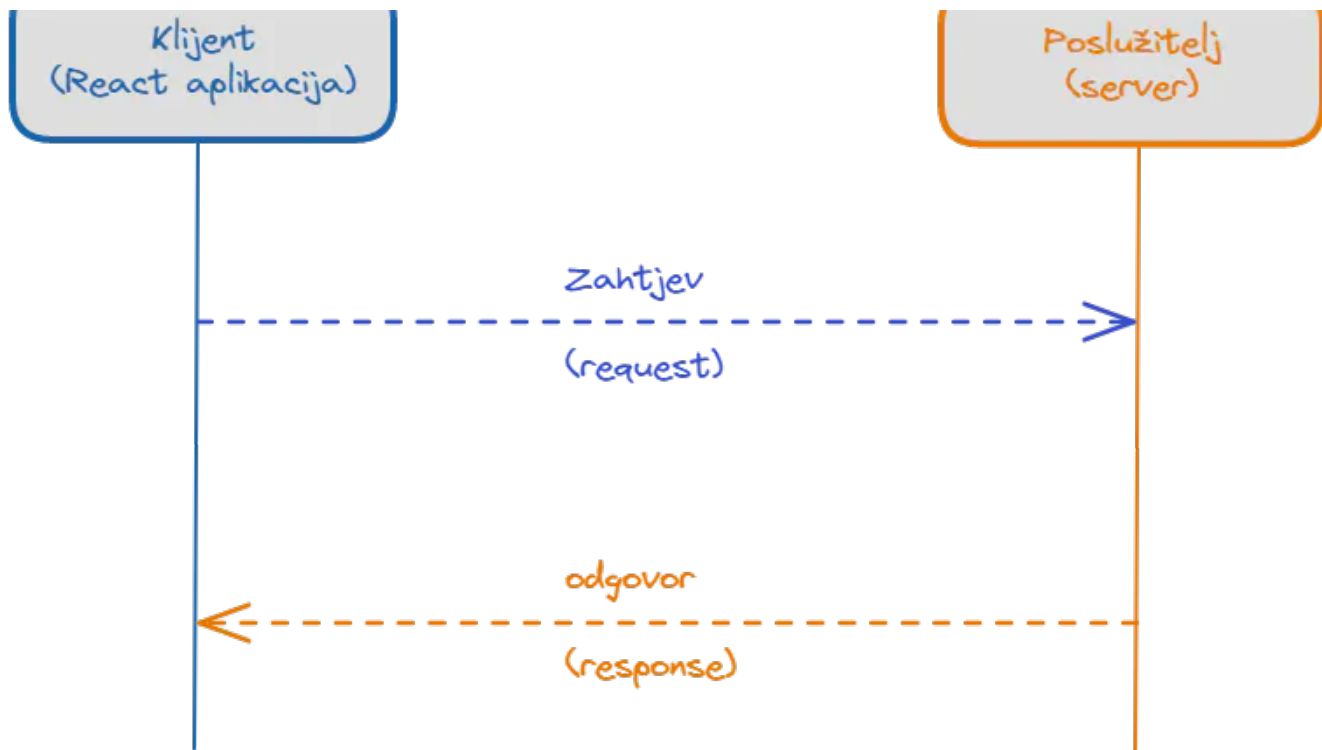 Klijent
(React aplikacija)
Poslužitelj
(server)
Zahtjev
(request)
odgovor
(response)